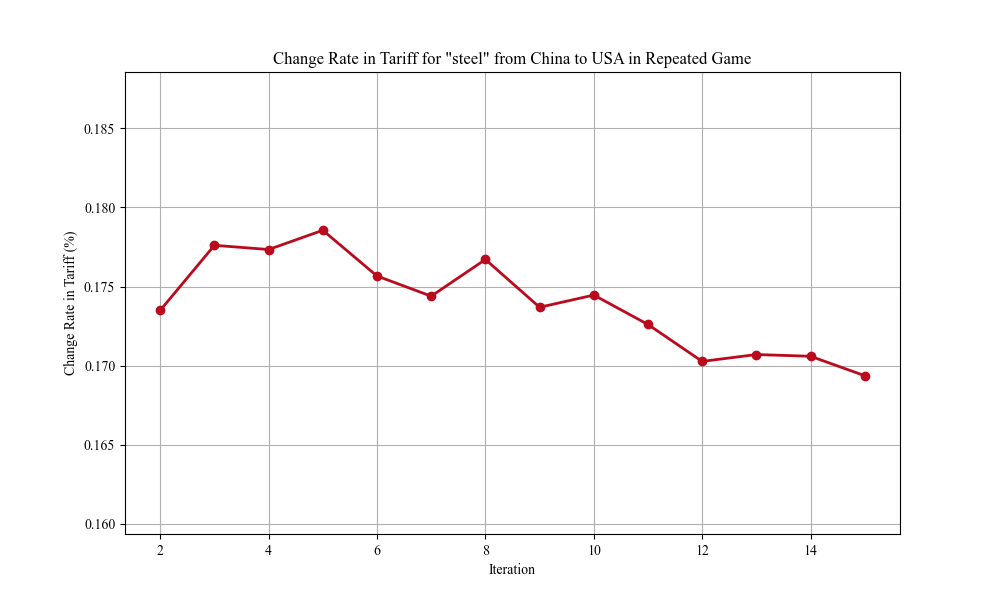 Change Rate in Tariff for "steel" from China to USA in Repeated Game
Change Rate in Tariff (%)
0.185
0.180
0.175
0.170
0.165
0.160
2 4 6 8 10 12 14
Iteration